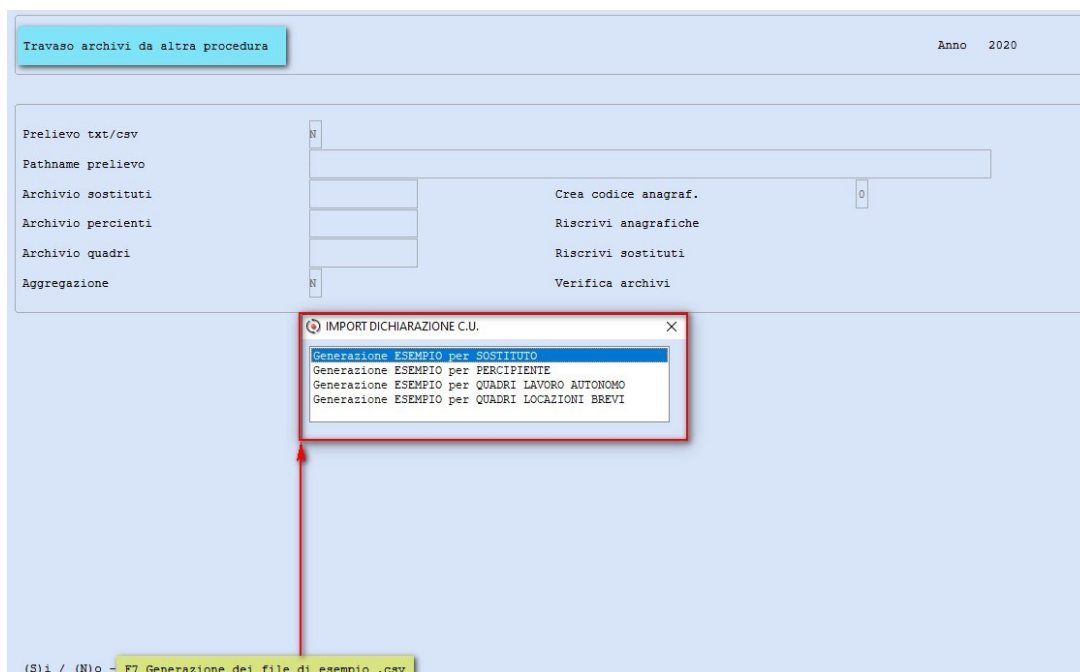 Travaso archivi da altra procedura Anno 2020
Prelievo txt/csv N
Pathname prelievo
Archivio sostituti Crea codice anagraf. 0
Archivio percienti Riscrivi anagrafiche
Archivio quadri Riscrivi sostituti
Aggregazione N Verifica archivi
IMPORT DICHIARAZIONE C.U.
Generazione ESEMPIO per SOSTITUTO
Generazione ESEMPIO per PERCIPIENTE
Generazione ESEMPIO per QUADRI LAVORO AUTONOMO
Generazione ESEMPIO per QUADRI LOCAZIONI BREVI
(S)i / (N)o - F7 Generazione dei file di esempio .csv